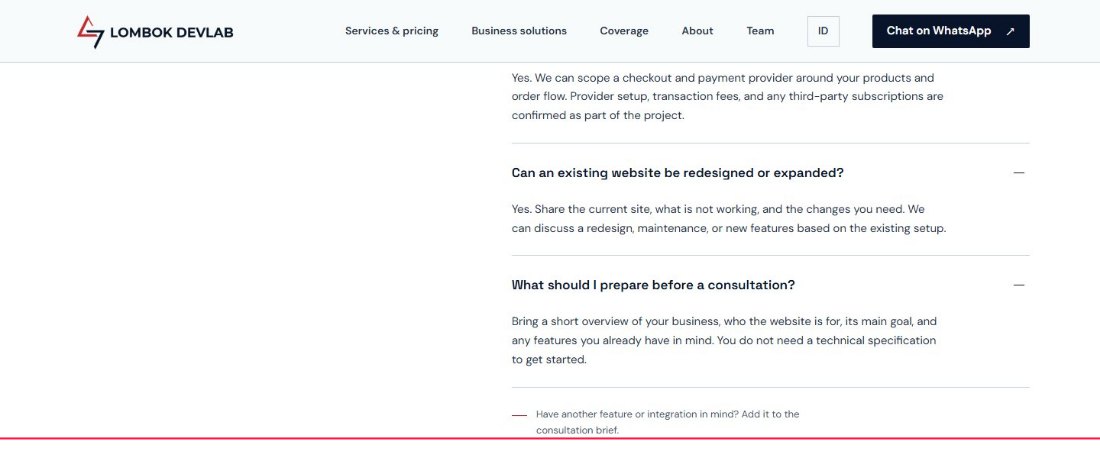 LOMBOK DEVLAB
Services & pricing
Business solutions
Coverage
About
Team
ID
Chat on WhatsApp ↗
Yes. We can scope a checkout and payment provider around your products and
order flow. Provider setup, transaction fees, and any third-party subscriptions are
confirmed as part of the project.
Can an existing website be redesigned or expanded?
Yes. Share the current site, what is not working, and the changes you need. We
can discuss a redesign, maintenance, or new features based on the existing setup.
What should I prepare before a consultation?
Bring a short overview of your business, who the website is for, its main goal, and
any features you already have in mind. You do not need a technical specification
to get started.
Have another feature or integration in mind? Add it to the
consultation brief.